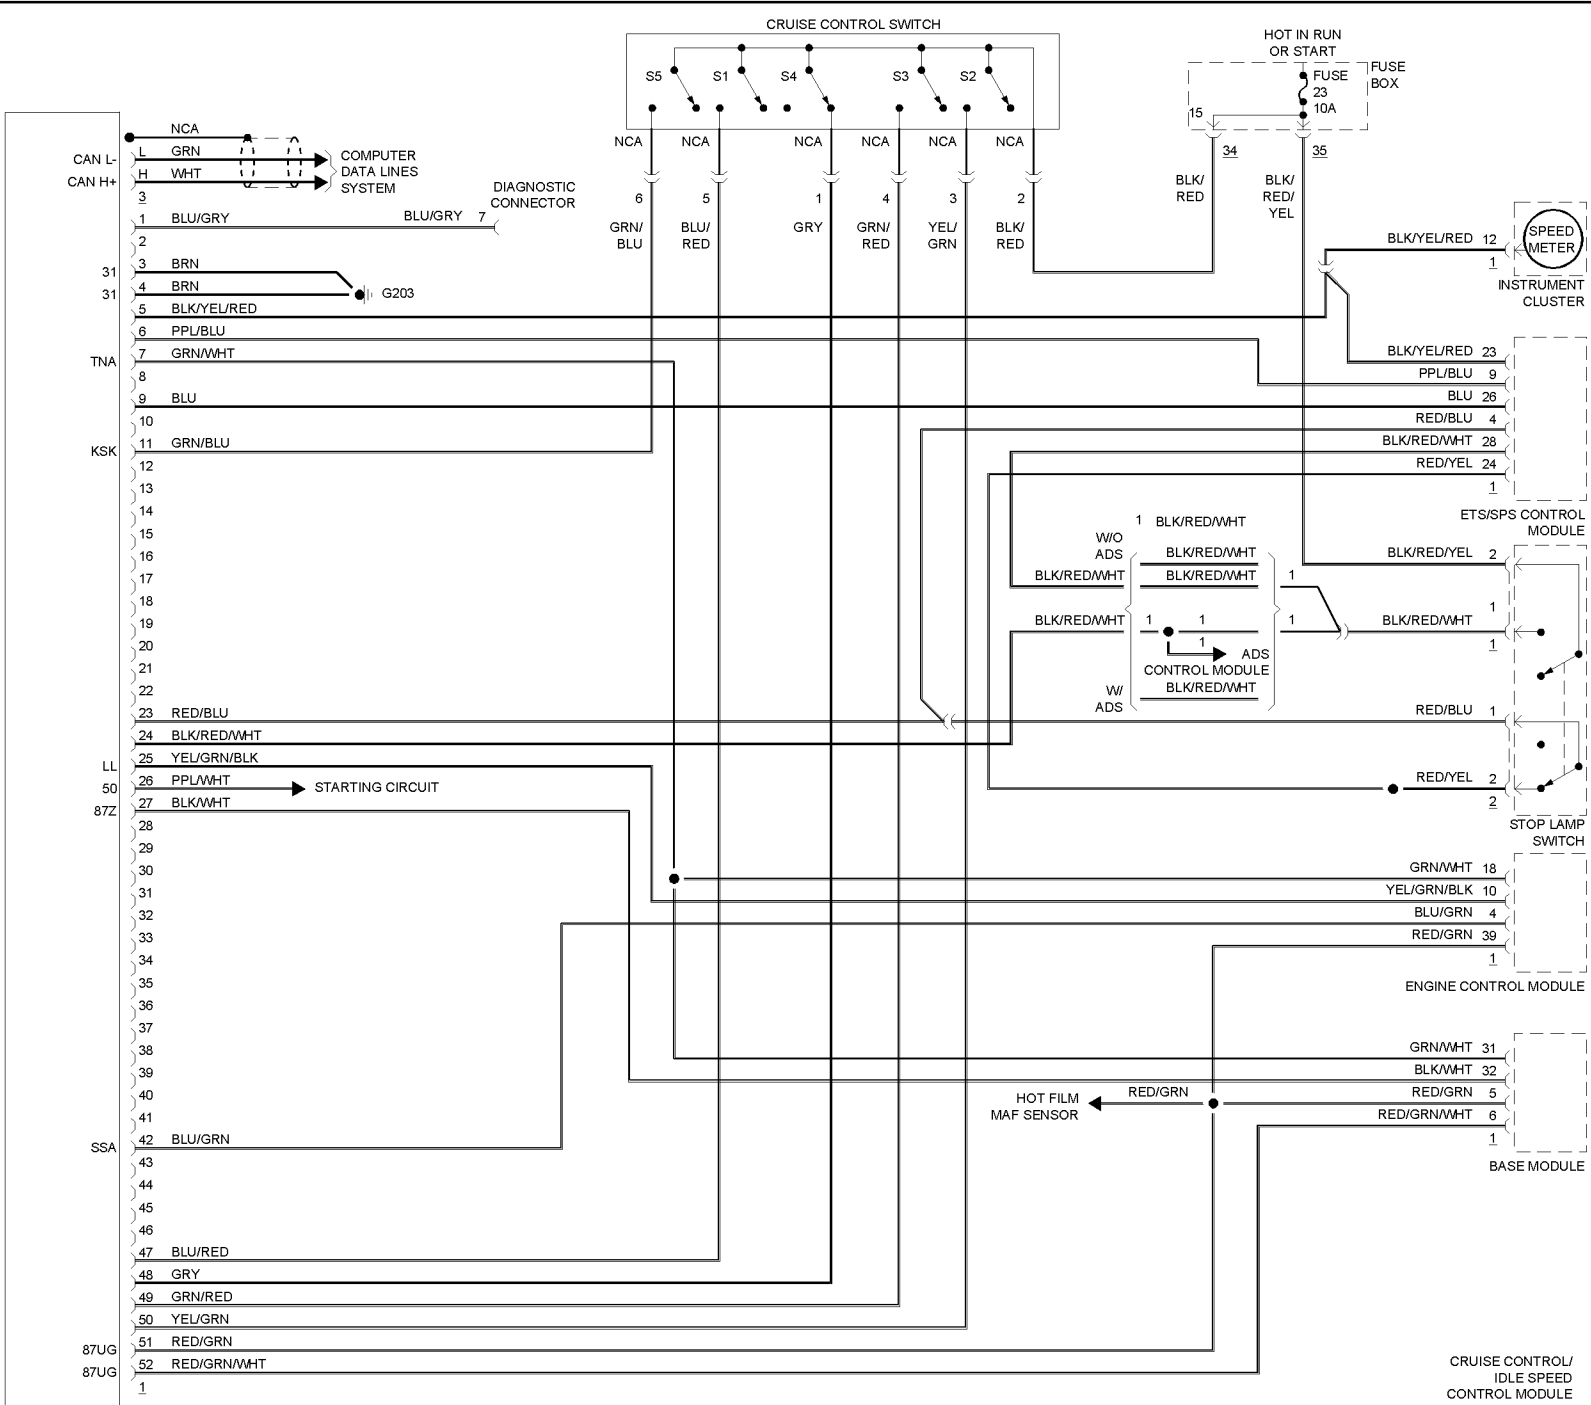 CRUISE CONTROL SWITCH
S5 S1 S4 S3 S2
HOT IN RUN
OR START
FUSE
23
10A
FUSE
BOX
15
34 35
NCA NCA NCA NCA NCA NCA
6 5 1 4 3 2
GRN/
BLU
BLU/
RED
GRY
GRN/
RED
YEL/
GRN
BLK/
RED
BLK/
RED
BLK/
RED/
YEL
NCA
CAN L- L GRN
CAN H+ H WHT
3
COMPUTER
DATA LINES
SYSTEM
DIAGNOSTIC
CONNECTOR
1 BLU/GRY BLU/GRY 7
2
31 3 BRN
31 4 BRN
G203
5 BLK/YEL/RED
6 PPL/BLU
TNA 7 GRN/WHT
8
9 BLU
10
KSK 11 GRN/BLU
12
13
14
15
16
17
18
19
20
21
22
23 RED/BLU
24 BLK/RED/WHT
LL 25 YEL/GRN/BLK
50 26 PPL/WHT STARTING CIRCUIT
87Z 27 BLK/WHT
28
29
30
31
32
33
34
35
36
37
38
39
40
41
SSA 42 BLU/GRN
43
44
45
46
47 BLU/RED
48 GRY
49 GRN/RED
50 YEL/GRN
87UG 51 RED/GRN
87UG 52 RED/GRN/WHT
1
BLK/YEL/RED 12
1
SPEED
METER
INSTRUMENT
CLUSTER
BLK/YEL/RED 23
PPL/BLU 9
BLU 26
RED/BLU 4
BLK/RED/WHT 28
RED/YEL 24
1
ETS/SPS CONTROL
MODULE
1 BLK/RED/WHT
W/O
ADS
BLK/RED/WHT
BLK/RED/WHT BLK/RED/WHT 1
BLK/RED/WHT 1 1 1
1
ADS
CONTROL MODULE
W/
ADS
BLK/RED/WHT
BLK/RED/YEL 2
1
BLK/RED/WHT
1
RED/BLU 1
RED/YEL 2
2
STOP LAMP
SWITCH
GRN/WHT 18
YEL/GRN/BLK 10
BLU/GRN 4
RED/GRN 39
1
ENGINE CONTROL MODULE
GRN/WHT 31
BLK/WHT 32
RED/GRN 5
RED/GRN/WHT 6
1
BASE MODULE
HOT FILM
MAF SENSOR
RED/GRN
CRUISE CONTROL/
IDLE SPEED
CONTROL MODULE